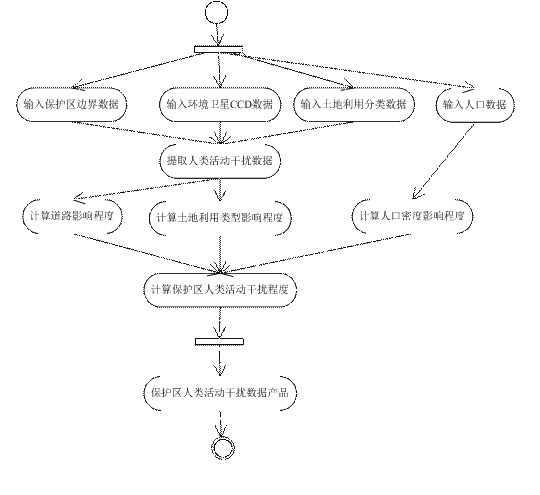 输入保护区边界数据
输入环境卫星CCD数据
输入土地利用分类数据
输入人口数据
提取人类活动干扰数据
计算道路影响程度
计算土地利用类型影响程度
计算人口密度影响程度
计算保护区人类活动干扰程度
保护区人类活动干扰数据产品